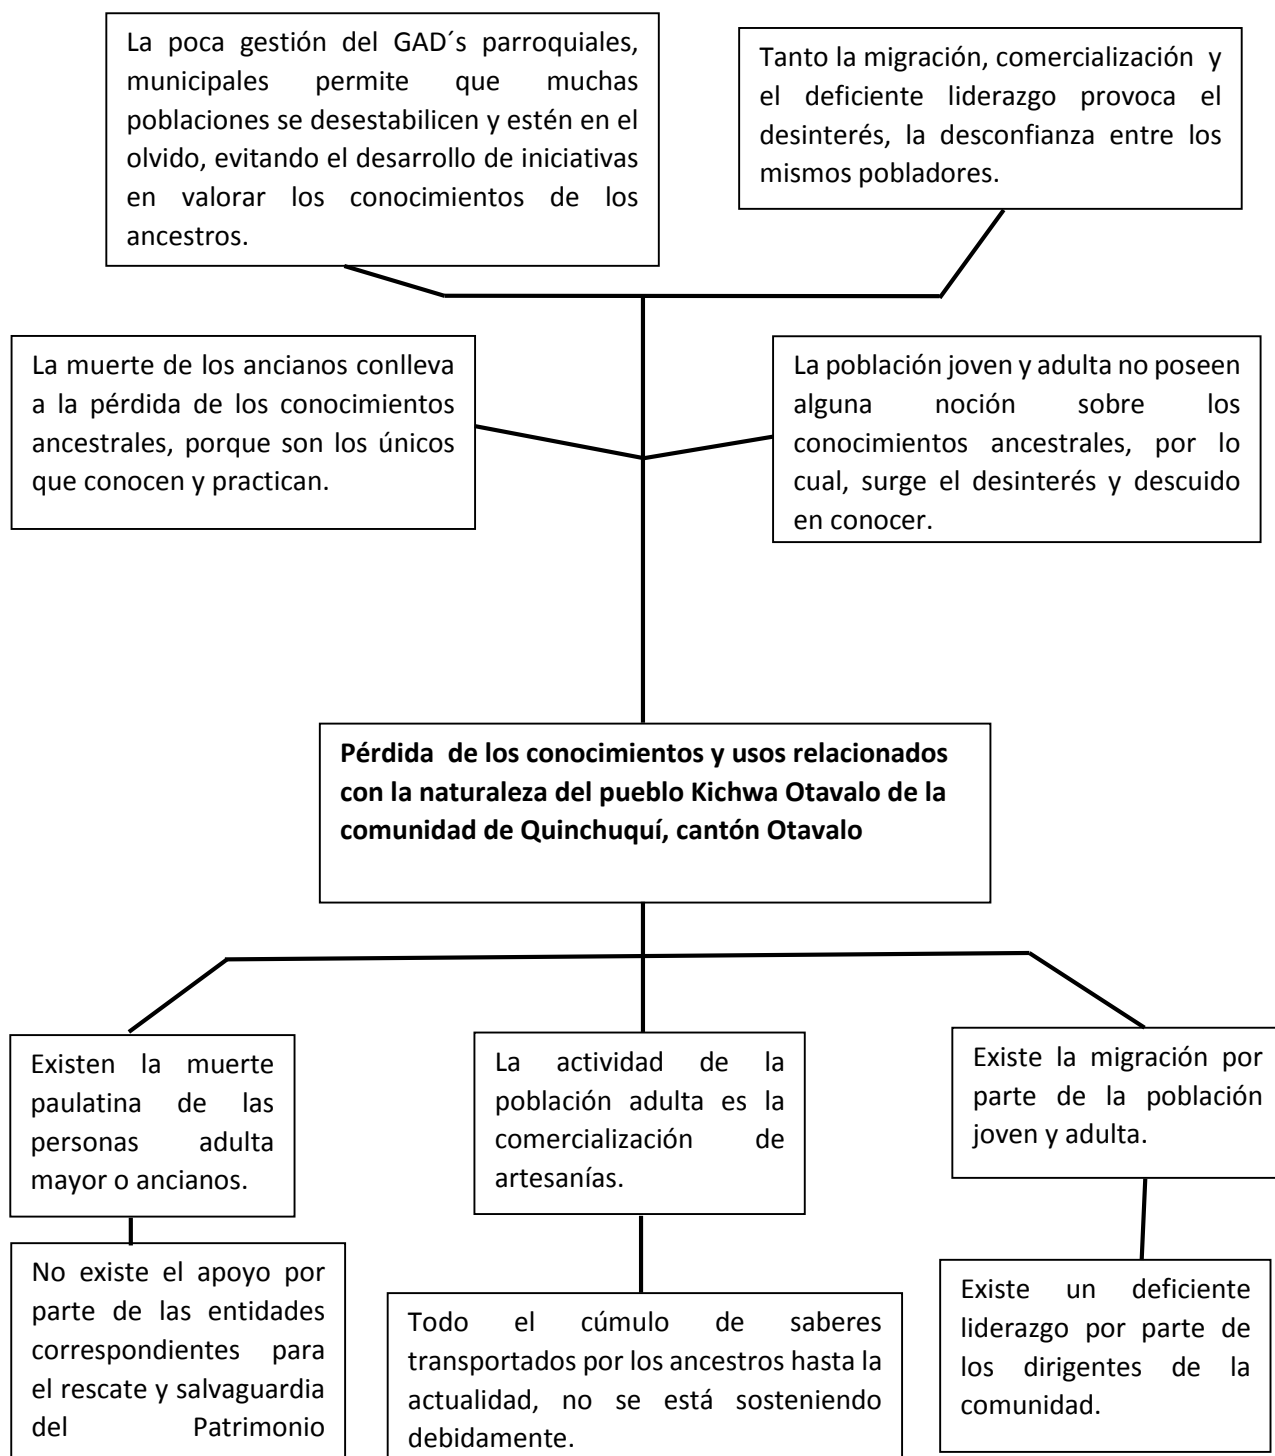 La poca gestión del GAD´s parroquiales,
municipales permite que muchas
poblaciones se desestabilicen y estén en el
olvido, evitando el desarrollo de iniciativas
en valorar los conocimientos de los
ancestros.
Tanto la migración, comercialización y
el deficiente liderazgo provoca el
desinterés, la desconfianza entre los
mismos pobladores.
La muerte de los ancianos conlleva
a la pérdida de los conocimientos
ancestrales, porque son los únicos
que conocen y practican.
La población joven y adulta no poseen
alguna noción sobre los
conocimientos ancestrales, por lo
cual, surge el desinterés y descuido
en conocer.
Pérdida de los conocimientos y usos relacionados
con la naturaleza del pueblo Kichwa Otavalo de la
comunidad de Quinchuquí, cantón Otavalo
Existen la muerte
paulatina de las
personas adulta
mayor o ancianos.
La actividad de la
población adulta es la
comercialización de
artesanías.
Existe la migración por
parte de la población
joven y adulta.
No existe el apoyo por
parte de las entidades
correspondientes para
el rescate y salvaguardia
del Patrimonio
Todo el cúmulo de saberes
transportados por los ancestros hasta la
actualidad, no se está sosteniendo
debidamente.
Existe un deficiente
liderazgo por parte de
los dirigentes de la
comunidad.